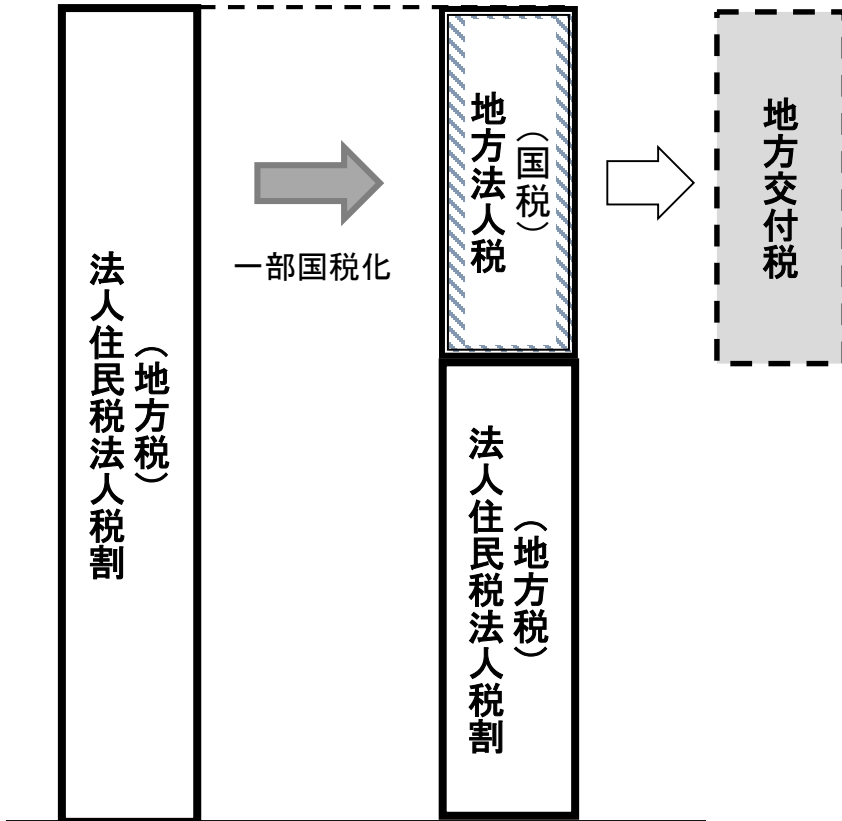 法人住民税法人税割
（地方税）
一部国税化
地方法人税
（国税）
法人住民税法人税割
（地方税）
地方交付税